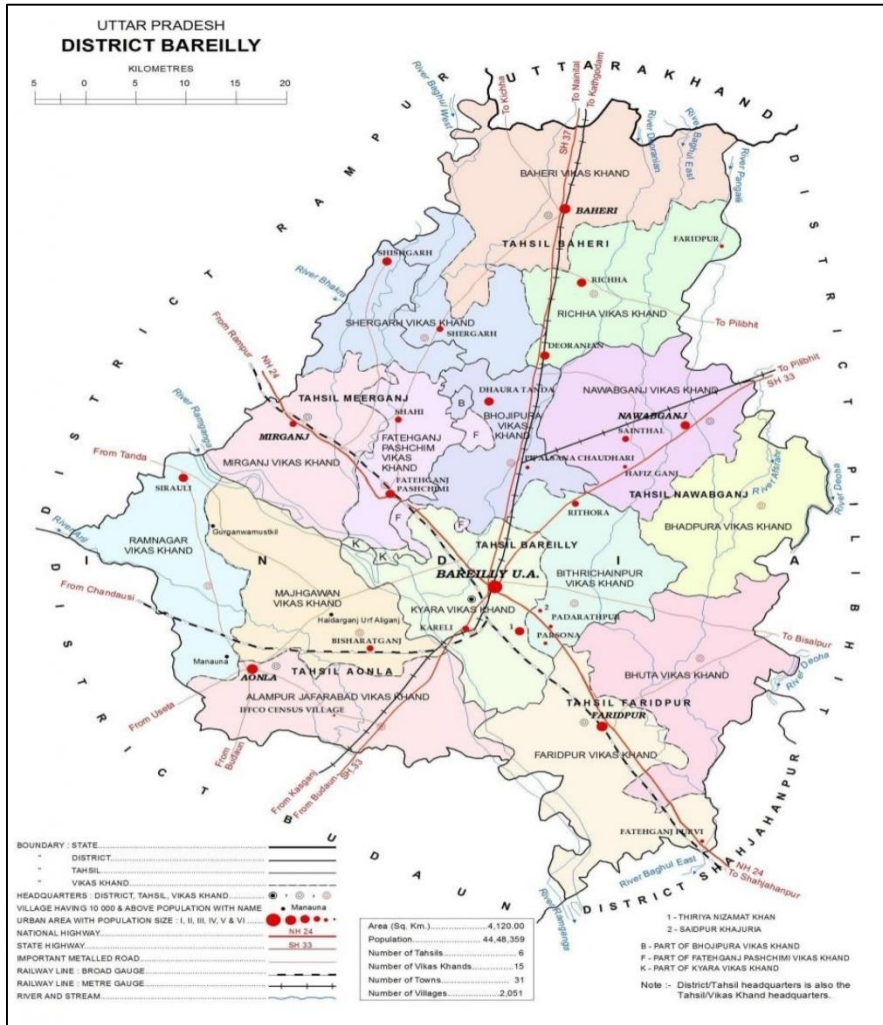 UTTAR PRADESH
DISTRICT BAREILLY
KILOMETRES
5 0 5 10 15 20
UTTARAKHAND
DISTRICT RAMPUR
DISTRICT PILIBHIT
DISTRICT SHAHJAHANPUR
DISTRICT
BUDAUN
INDIA
River Baghul West
To Kichha
To Nainital
To Kathgodam
SH 37
River Deoranian
River Baghul East
River Pangaili
BAHERI VIKAS KHAND
BAHERI
TAHSIL BAHERI
FARIDPUR
SHISHGARH
River Bhakra
RICHHA
RICHHA VIKAS KHAND
To Pilibhit
SHERGARH VIKAS KHAND
SHERGARH
DEORANIAN
From Rampur
NH 24
To Pilibhit
SH 33
TAHSIL MEERGANJ
DHAURA TANDA
NAWABGANJ VIKAS KHAND
B
BHOJIPURA VIKAS-KHAND
NAWABGANJ
SHAHI
MIRGANJ
F
SAINTHAL
River Ramganga
FATEHGANJ
PASHCHIM
VIKAS
KHAND
MIRGANJ VIKAS KHAND
PIPALSANA CHAUDHARI
HAFIZ GANJ
From Tanda
SIRAULI
FATEHGANJ
PASHCHIMI
TAHSIL NAWABGANJ
River Afsrahi
River Deoha
RITHORA
BHADPURA VIKAS KHAND
F
F
River Aril
RAMNAGAR
VIKAS KHAND
Gurganwamustkil
K
K
TAHSIL BAREILLY
BITHRICHAINPUR
VIKAS KHAND
BAREILLY U.A.
From Chandausi
MAJHGAWAN
VIKAS KHAND
KYARA VIKAS KHAND
Haidarganj Urf Aliganj
KARELI
1
2
PADARATHPUR
PARSONA
BISHARATGANJ
To Bisalpur
Manauna
AONLA
TAHSIL AONLA
BHUTA VIKAS KHAND
River Deoha
ALAMPUR JAFARABAD VIKAS KHAND
IFFCO CENSUS VILLAGE
TAHSIL FARIDPUR
FARIDPUR
From Useta
From Budaun
FARIDPUR VIKAS KHAND
From Kasganj
From Budaun
SH 33
FATEHGANJ PURVI
River Baghul East
NH 24
To Shahjahanpur
River Ramganga
BOUNDARY : STATE
" DISTRICT
" TAHSIL
" VIKAS KHAND
HEADQUARTERS : DISTRICT, TAHSIL, VIKAS KHAND
VILLAGE HAVING 10 000 & ABOVE POPULATION WITH NAME Manauna
URBAN AREA WITH POPULATION SIZE : I, II, III, IV, V & VI
NATIONAL HIGHWAY NH 24
STATE HIGHWAY SH 33
IMPORTANT METALLED ROAD
RAILWAY LINE : BROAD GAUGE
RAILWAY LINE : METRE GAUGE
RIVER AND STREAM
Area (Sq. Km.) 4,120.00
Population 44,48,359
Number of Tahsils 6
Number of Vikas Khands 15
Number of Towns 31
Number of Villages 2,051
1 - THIRIYA NIZAMAT KHAN
2 - SAIDPUR KHAJURIA
B - PART OF BHOJIPURA VIKAS KHAND
F - PART OF FATEHGANJ PASHCHIMI VIKAS KHAND
K - PART OF KYARA VIKAS KHAND
Note :- District/Tahsil headquarters is also the
Tahsil/Vikas Khand headquarters.